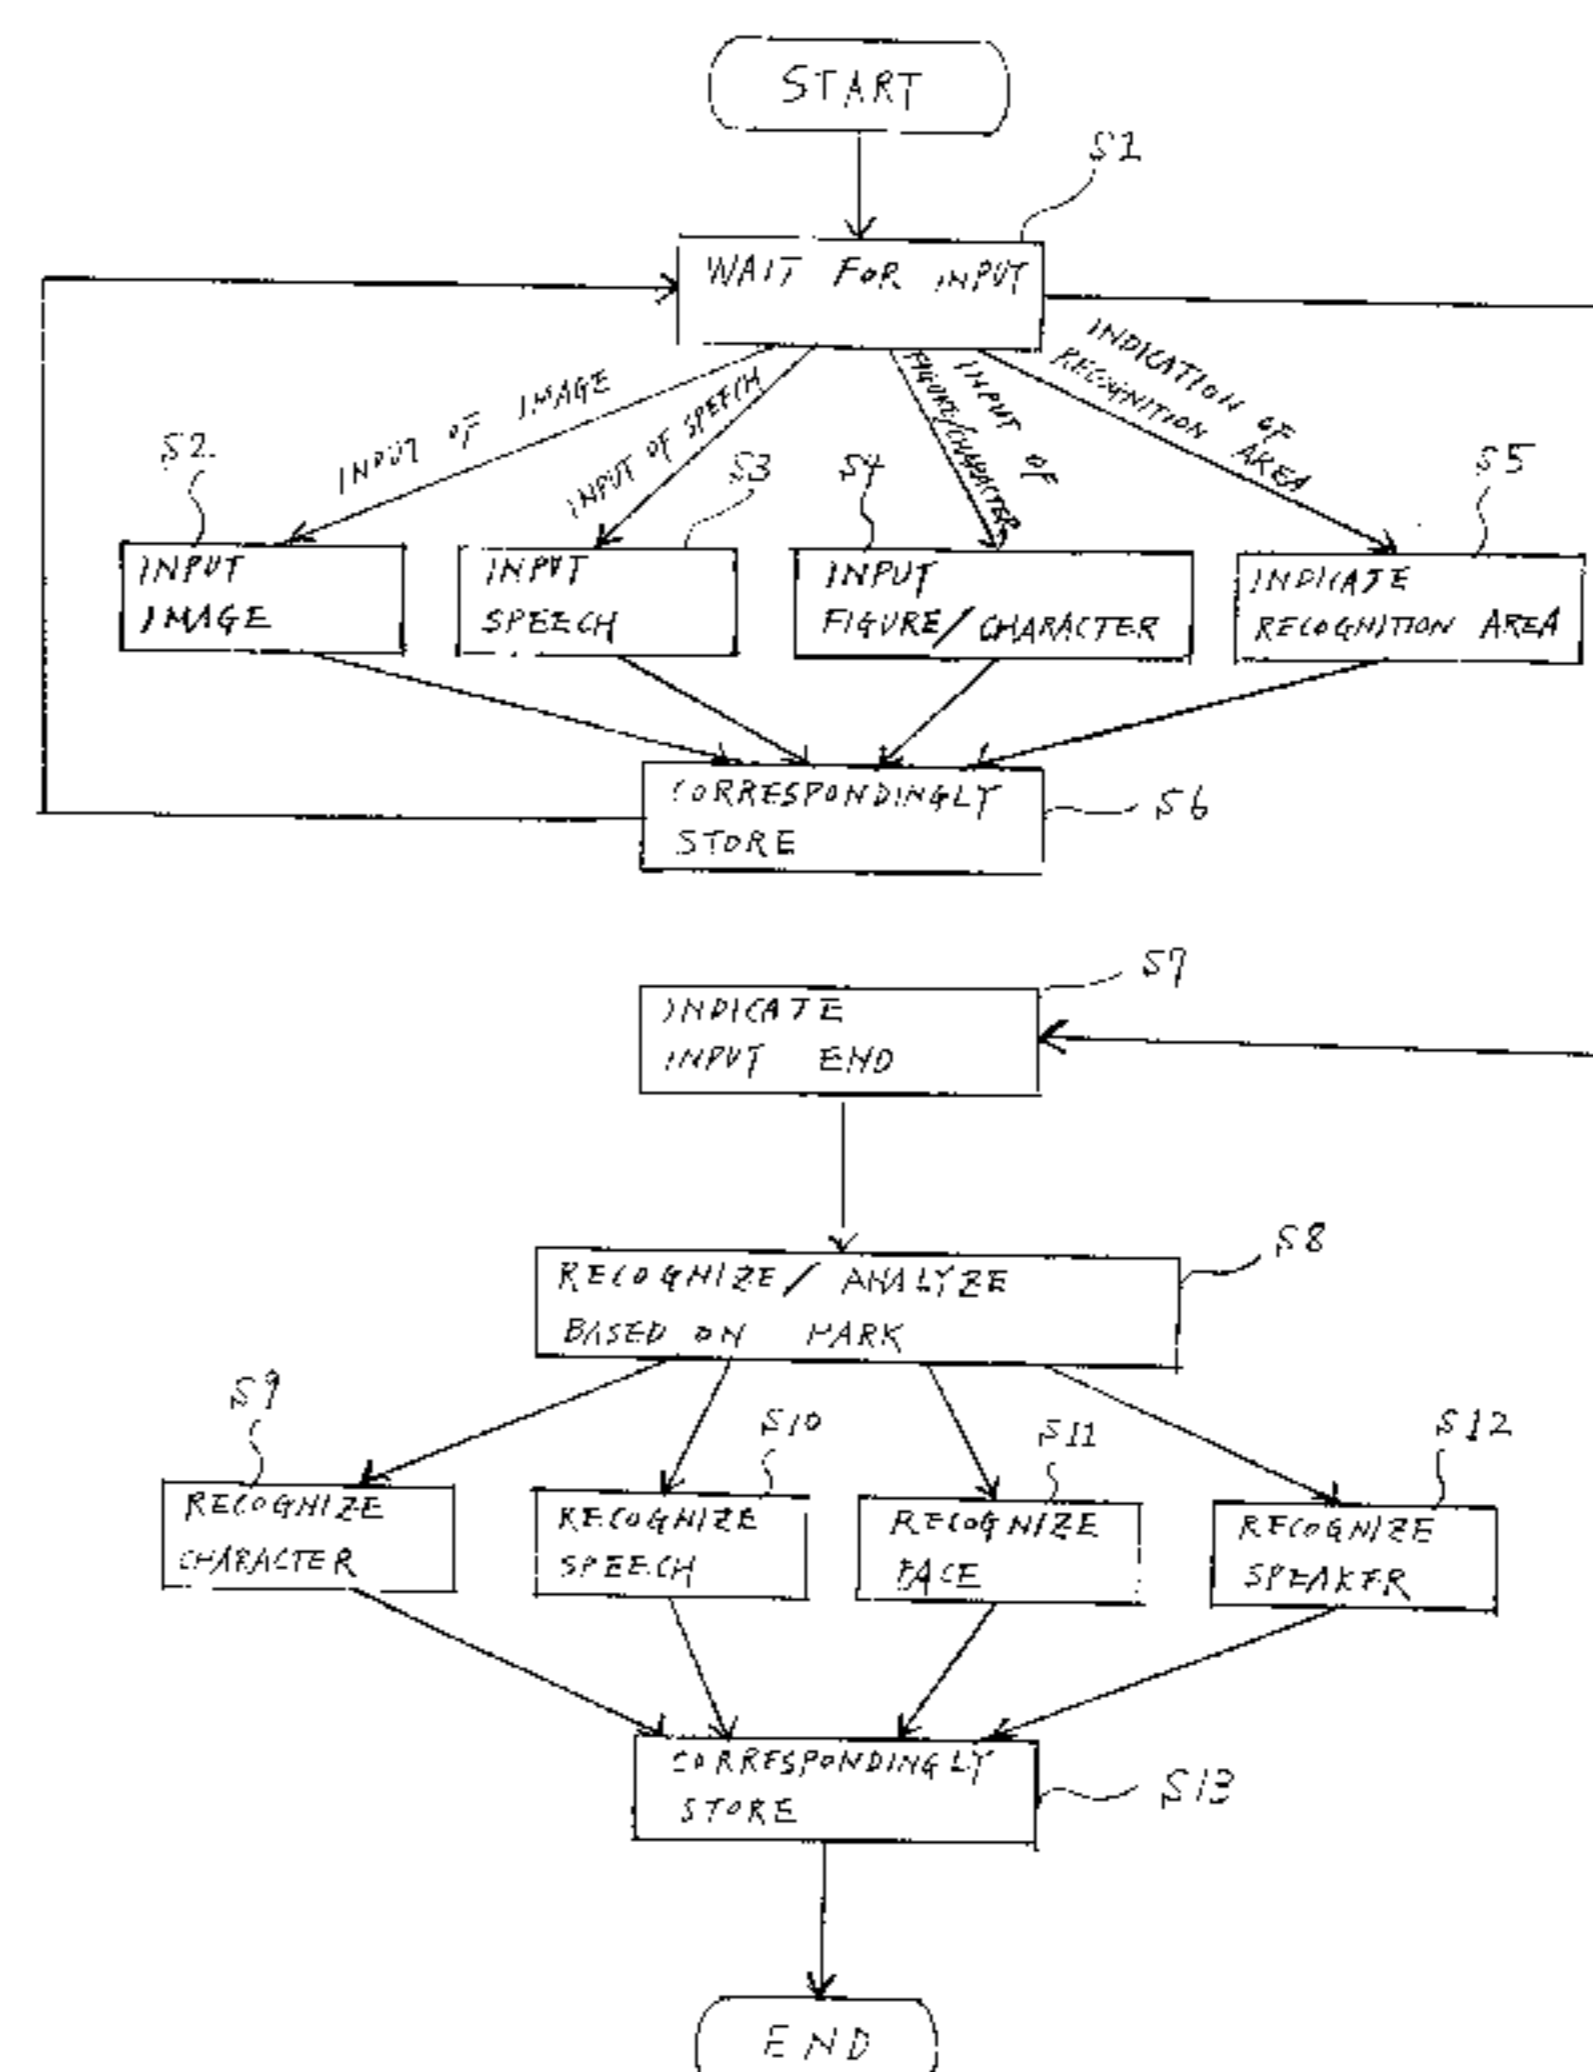 START
S1
WAIT FOR INPUT
INPUT OF IMAGE
INPUT OF SPEECH
INPUT OF
FIGURE/CHARACTER
INDICATION OF
RECOGNITION AREA
S2
S3
S4
S5
INPUT
IMAGE
INPUT
SPEECH
INPUT
FIGURE/CHARACTER
INDICATE
RECOGNITION AREA
CORRESPONDINGLY
STORE
S6
S7
INDICATE
INPUT END
S8
RECOGNIZE/ANALYZE
BASED ON MARK
S9
S10
S11
S12
RECOGNIZE
CHARACTER
RECOGNIZE
SPEECH
RECOGNIZE
FACE
RECOGNIZE
SPEAKER
CORRESPONDINGLY
STORE
S13
END